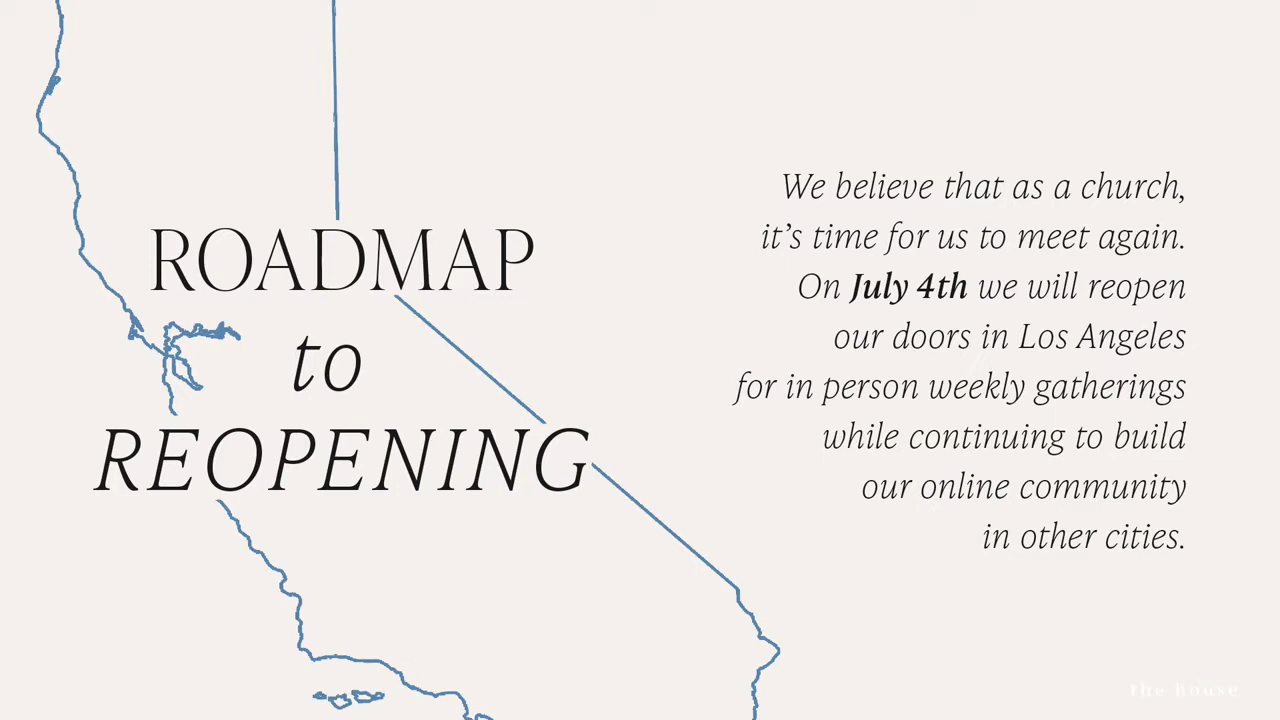 ROADMAP
to
REOPENING
We believe that as a church,
it's time for us to meet again.
On July 4th we will reopen
our doors in Los Angeles
for in person weekly gatherings
while continuing to build
our online community
in other cities.
the house